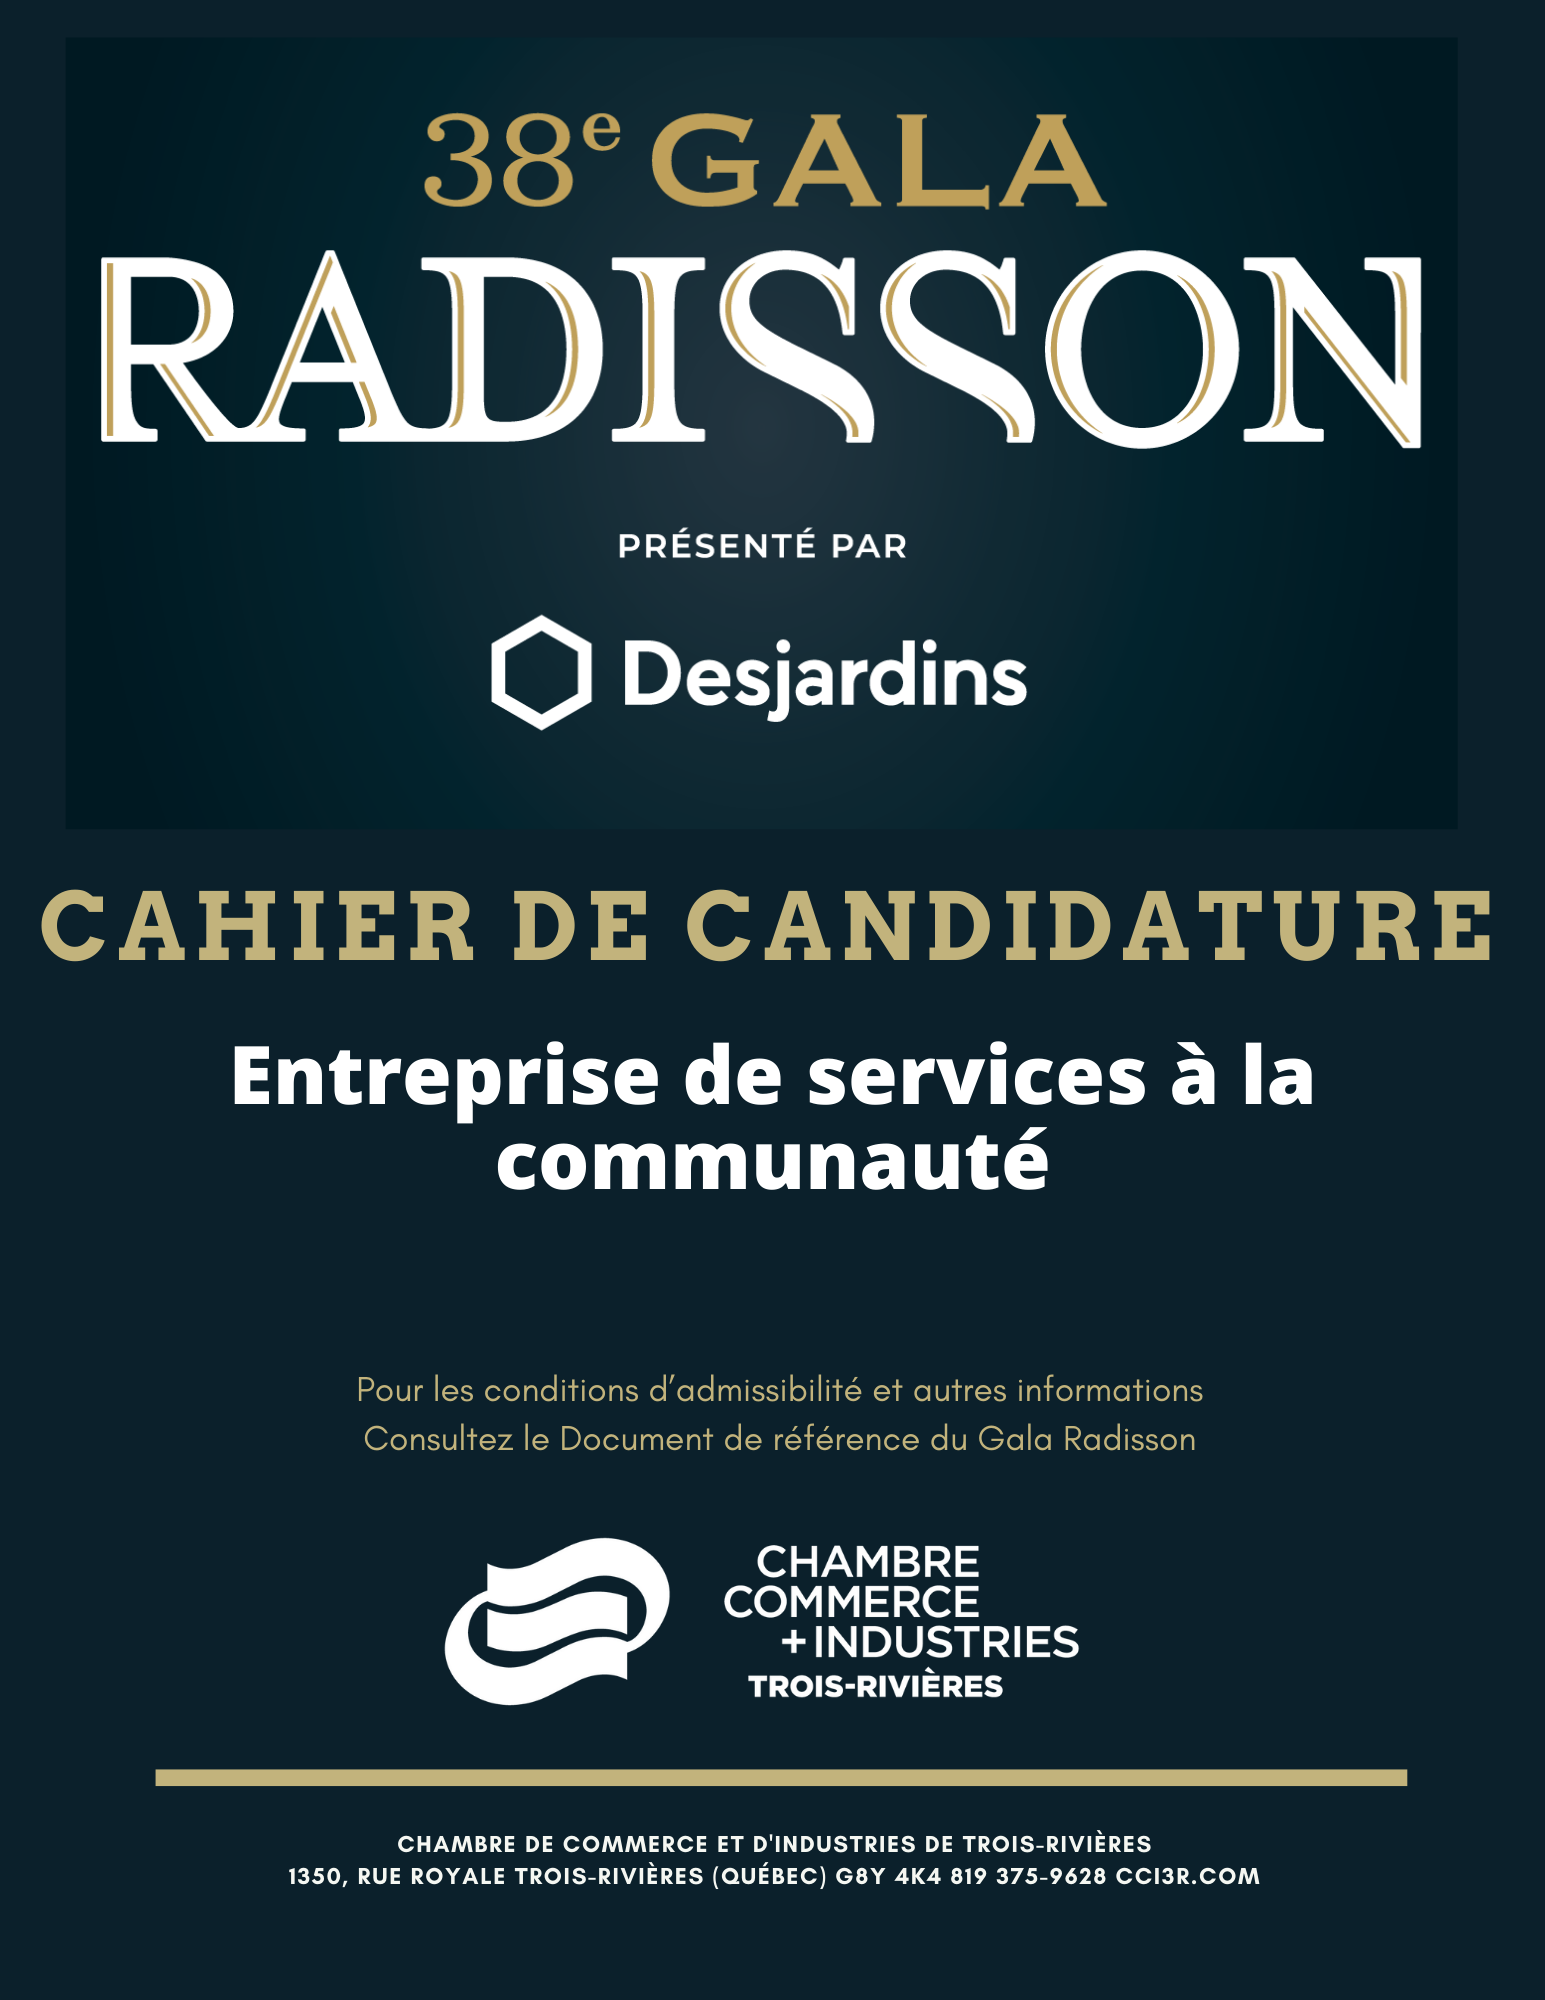 38e GALA
RADISSON
PRÉSENTÉ PAR
Desjardins
CAHIER DE CANDIDATURE
Entreprise de services à la
communauté
Pour les conditions d’admissibilité et autres informations
Consultez le Document de référence du Gala Radisson
CHAMBRE
COMMERCE
+INDUSTRIES
TROIS-RIVIÈRES
CHAMBRE DE COMMERCE ET D'INDUSTRIES DE TROIS-RIVIÈRES
1350, RUE ROYALE TROIS-RIVIÈRES (QUÉBEC) G8Y 4K4 819 375-9628 CCI3R.COM